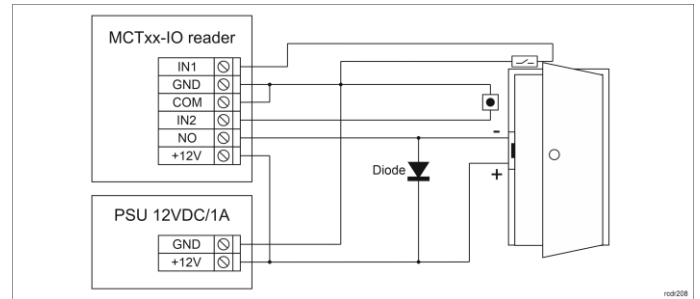 MCTxx-IO reader
IN1
GND
COM
IN2
NO
+12V
-
Diode
+
PSU 12VDC/1A
GND
+12V
rodr208